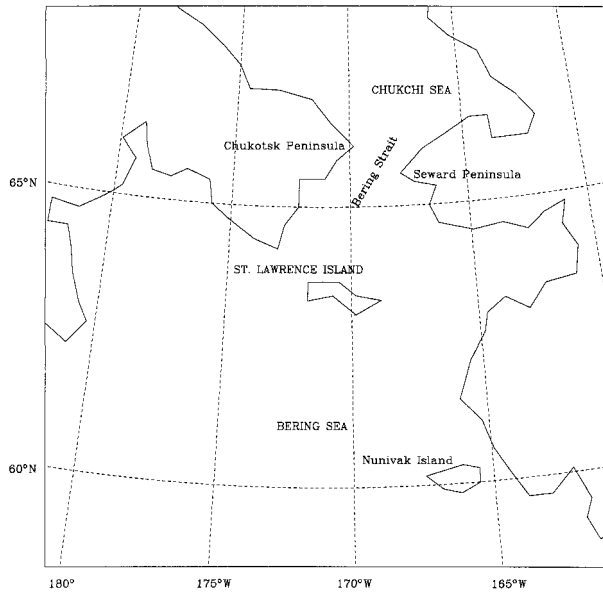 CHUKCHI SEA
Chukotsk Peninsula
Bering Strait
Seward Peninsula
65°N
ST. LAWRENCE ISLAND
BERING SEA
Nunivak Island
60°N
180°
175°W
170°W
165°W